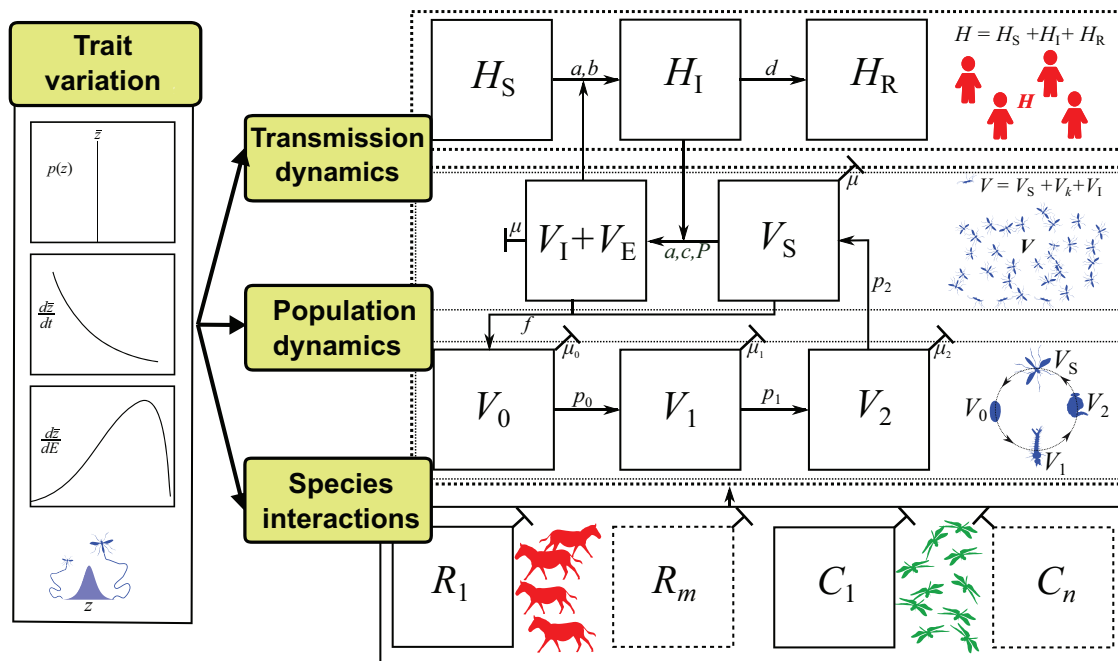 Trait
variation
z̄
p(z)
dz̄
dt
dz̄
dE
z
Transmission
dynamics
Population
dynamics
Species
interactions
H_S
a,b
H_I
d
H_R
H = H_S + H_I + H_R
H
μ
V_I + V_E
a,c,P
V_S
μ
p_2
V = V_S + V_k + V_I
V
f
V_0
μ_0
p_0
V_1
μ_1
p_1
V_2
μ_2
V_S
V_0
V_2
V_1
R_1
R_m
C_1
C_n